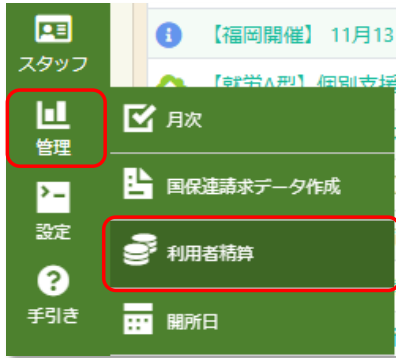 スタッフ
管理
設定
手引き
【福岡開催】 11月13
【就労A型】個別支援
月次
国保連請求データ作成
利用者精算
開所日